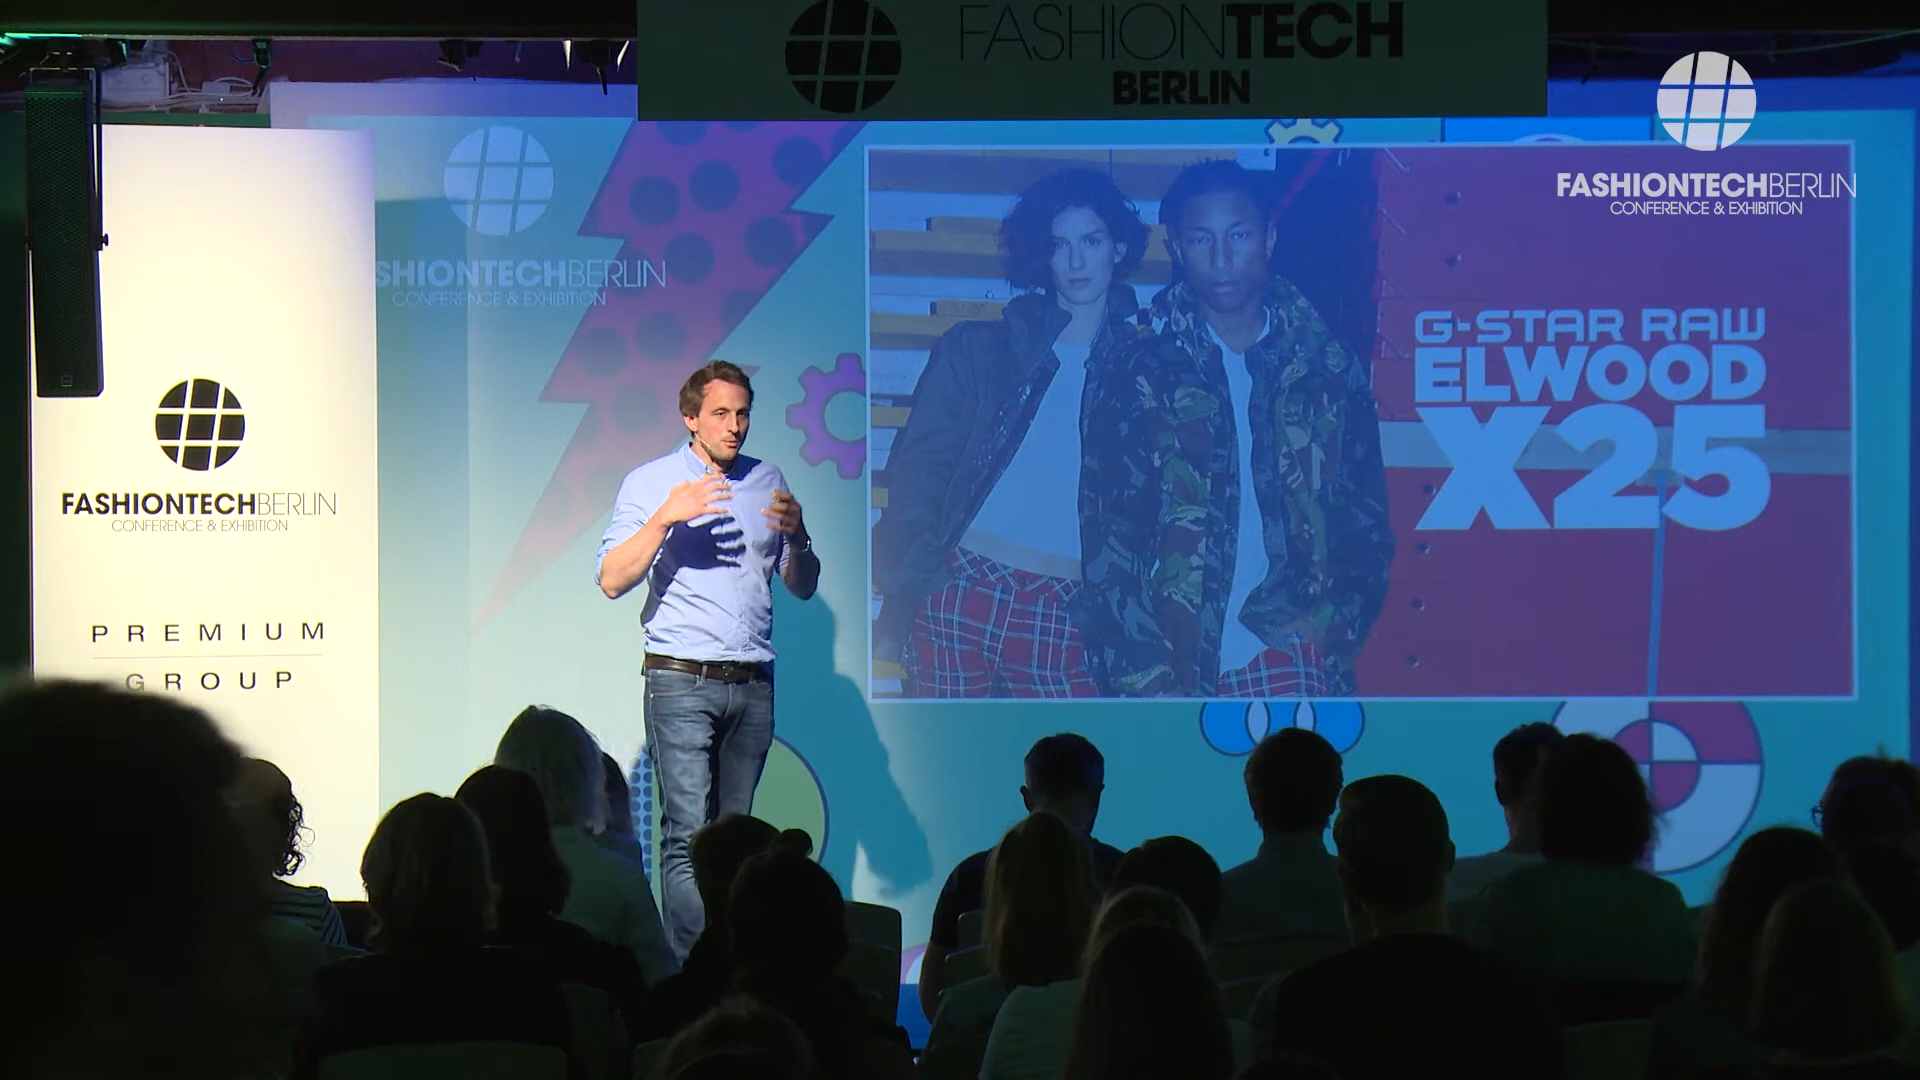 FASHIONTECH
BERLIN
FASHIONTECHBERLIN
CONFERENCE & EXHIBITION
SHIONTECHBERLIN
CONFERENCE & EXHIBITION
G-STAR RAW
ELWOOD
X25
FASHIONTECHBERLIN
CONFERENCE & EXHIBITION
PREMIUM
GROUP